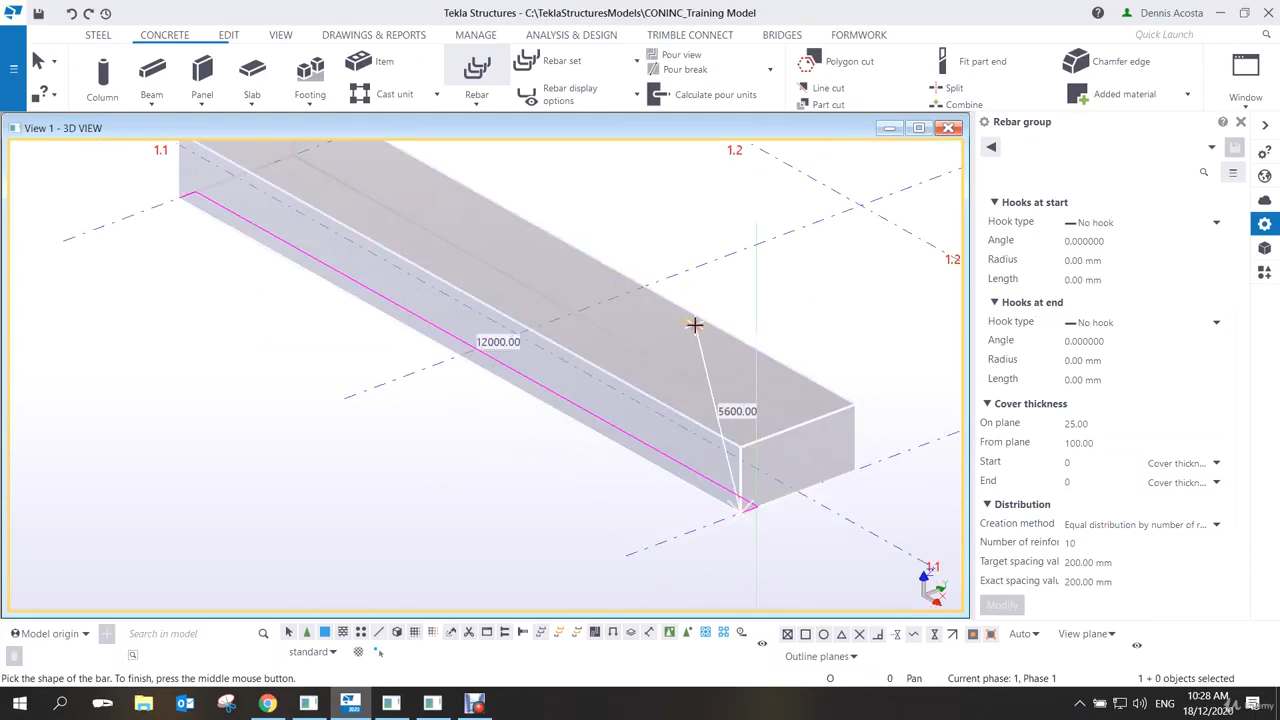 Tekla Structures - C:\TeklaStructuresModels\CONINC_Training Model
Dennis Acosta
STEEL
CONCRETE
EDIT
VIEW
DRAWINGS & REPORTS
MANAGE
ANALYSIS & DESIGN
TRIMBLE CONNECT
BRIDGES
FORMWORK
Quick Launch
Column
Beam
Panel
Slab
Footing
Item
Cast unit
Rebar
Rebar set
Rebar display
options
Pour view
Pour break
Calculate pour units
Polygon cut
Line cut
Part cut
Fit part end
Split
Combine
Chamfer edge
Added material
Window
View 1 - 3D VIEW
1.1
1.2
1.2
12000.00
5600.00
1.1
Rebar group
Hooks at start
Hook type No hook
Angle 0.000000
Radius 0.00 mm
Length 0.00 mm
Hooks at end
Hook type No hook
Angle 0.000000
Radius 0.00 mm
Length 0.00 mm
Cover thickness
On plane 25.00
From plane 100.00
Start 0 Cover thickn...
End 0 Cover thickn...
Distribution
Creation method Equal distribution by number of r...
Number of reinfor 10
Target spacing val 200.00 mm
Exact spacing valu 200.00 mm
Modify
Model origin
Search in model
standard
Auto
View plane
Outline planes
Pick the shape of the bar. To finish, press the middle mouse button.
O
0
Pan
Current phase: 1, Phase 1
1 + 0 objects selected
ENG
10:28 AM
18/12/2020